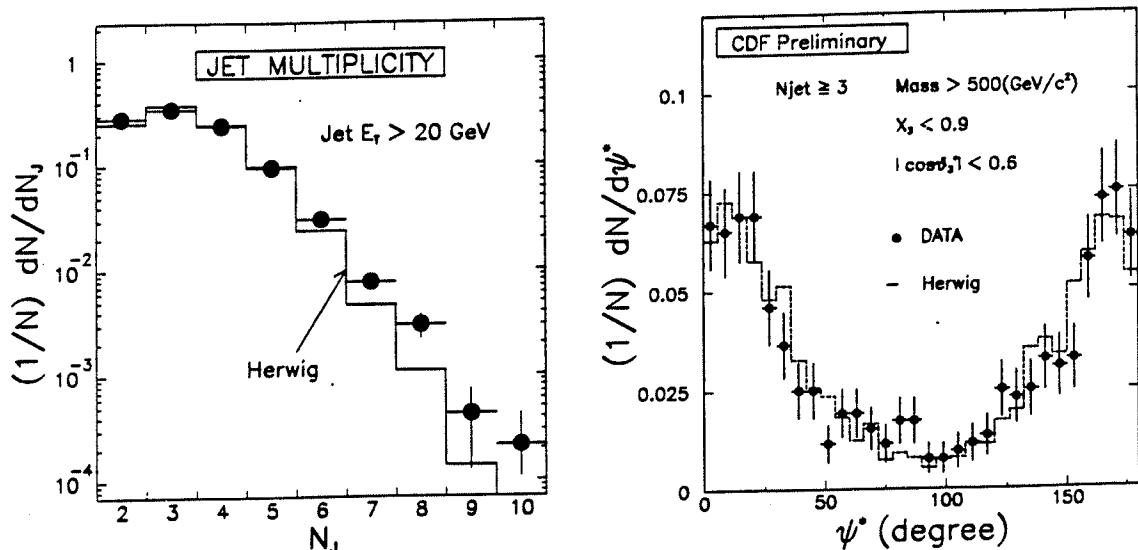 JET MULTIPLICITY
Jet E_T > 20 GeV
Herwig
(1/N) dN/dN_J
1
10^-1
10^-2
10^-3
10^-4
2 3 4 5 6 7 8 9 10
N_J
CDF Preliminary
Njet ≧ 3 Mass > 500(GeV/c²)
X₃ < 0.9
| cosϑ₃*| < 0.6
DATA
Herwig
(1/N) dN/dψ*
0.1
0.075
0.05
0.025
0
0 50 100 150
ψ* (degree)